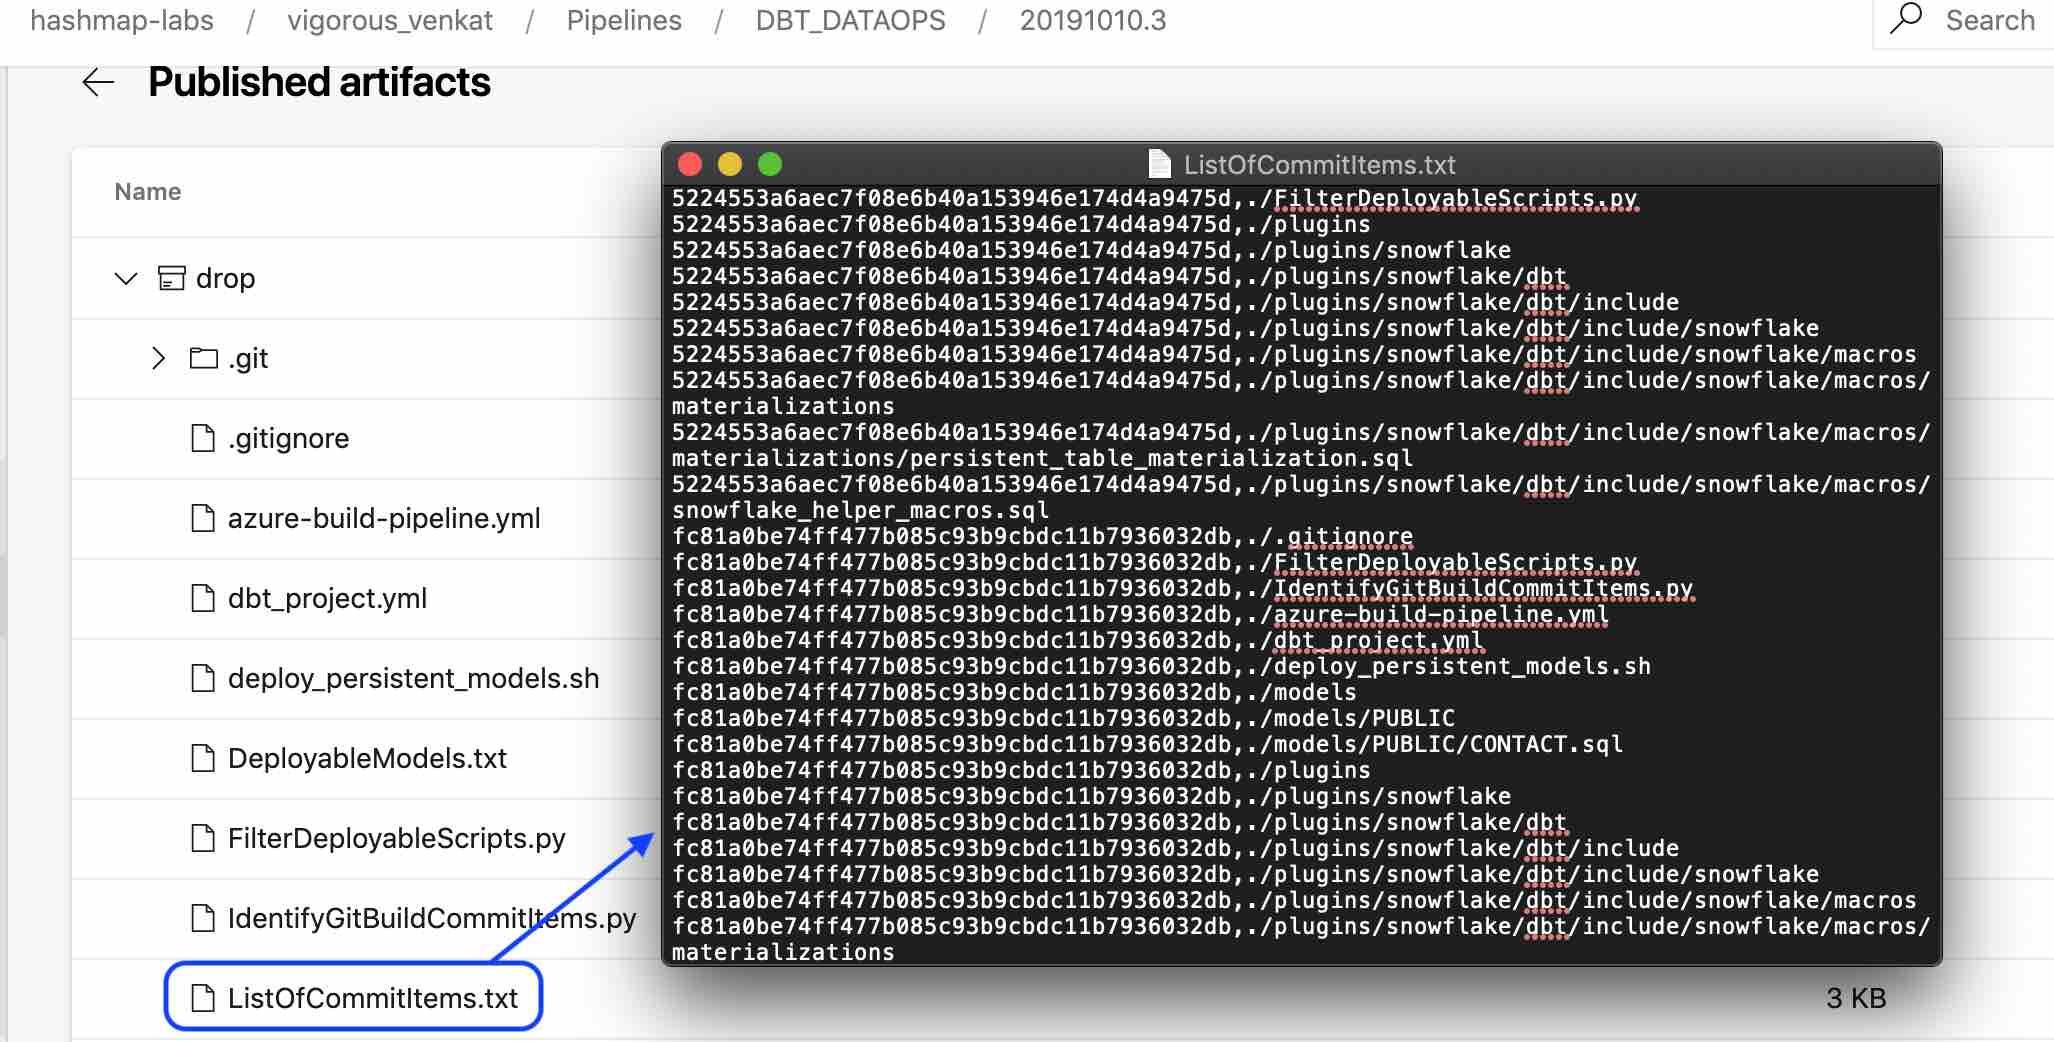 hashmap-labs / vigorous_venkat / Pipelines / DBT_DATAOPS / 20191010.3
Search
Published artifacts
Name
drop
.git
.gitignore
azure-build-pipeline.yml
dbt_project.yml
deploy_persistent_models.sh
DeployableModels.txt
FilterDeployableScripts.py
IdentifyGitBuildCommitItems.py
ListOfCommitItems.txt
3 KB
ListOfCommitItems.txt
5224553a6aec7f08e6b40a153946e174d4a9475d,./FilterDeployableScripts.py
5224553a6aec7f08e6b40a153946e174d4a9475d,./plugins
5224553a6aec7f08e6b40a153946e174d4a9475d,./plugins/snowflake
5224553a6aec7f08e6b40a153946e174d4a9475d,./plugins/snowflake/dbt
5224553a6aec7f08e6b40a153946e174d4a9475d,./plugins/snowflake/dbt/include
5224553a6aec7f08e6b40a153946e174d4a9475d,./plugins/snowflake/dbt/include/snowflake
5224553a6aec7f08e6b40a153946e174d4a9475d,./plugins/snowflake/dbt/include/snowflake/macros
5224553a6aec7f08e6b40a153946e174d4a9475d,./plugins/snowflake/dbt/include/snowflake/macros/
materializations
5224553a6aec7f08e6b40a153946e174d4a9475d,./plugins/snowflake/dbt/include/snowflake/macros/
materializations/persistent_table_materialization.sql
5224553a6aec7f08e6b40a153946e174d4a9475d,./plugins/snowflake/dbt/include/snowflake/macros/
snowflake_helper_macros.sql
fc81a0be74ff477b085c93b9cbdc11b7936032db,./.gitignore
fc81a0be74ff477b085c93b9cbdc11b7936032db,./FilterDeployableScripts.py
fc81a0be74ff477b085c93b9cbdc11b7936032db,./IdentifyGitBuildCommitItems.py
fc81a0be74ff477b085c93b9cbdc11b7936032db,./azure-build-pipeline.yml
fc81a0be74ff477b085c93b9cbdc11b7936032db,./dbt_project.yml
fc81a0be74ff477b085c93b9cbdc11b7936032db,./deploy_persistent_models.sh
fc81a0be74ff477b085c93b9cbdc11b7936032db,./models
fc81a0be74ff477b085c93b9cbdc11b7936032db,./models/PUBLIC
fc81a0be74ff477b085c93b9cbdc11b7936032db,./models/PUBLIC/CONTACT.sql
fc81a0be74ff477b085c93b9cbdc11b7936032db,./plugins
fc81a0be74ff477b085c93b9cbdc11b7936032db,./plugins/snowflake
fc81a0be74ff477b085c93b9cbdc11b7936032db,./plugins/snowflake/dbt
fc81a0be74ff477b085c93b9cbdc11b7936032db,./plugins/snowflake/dbt/include
fc81a0be74ff477b085c93b9cbdc11b7936032db,./plugins/snowflake/dbt/include/snowflake
fc81a0be74ff477b085c93b9cbdc11b7936032db,./plugins/snowflake/dbt/include/snowflake/macros
fc81a0be74ff477b085c93b9cbdc11b7936032db,./plugins/snowflake/dbt/include/snowflake/macros/
materializations